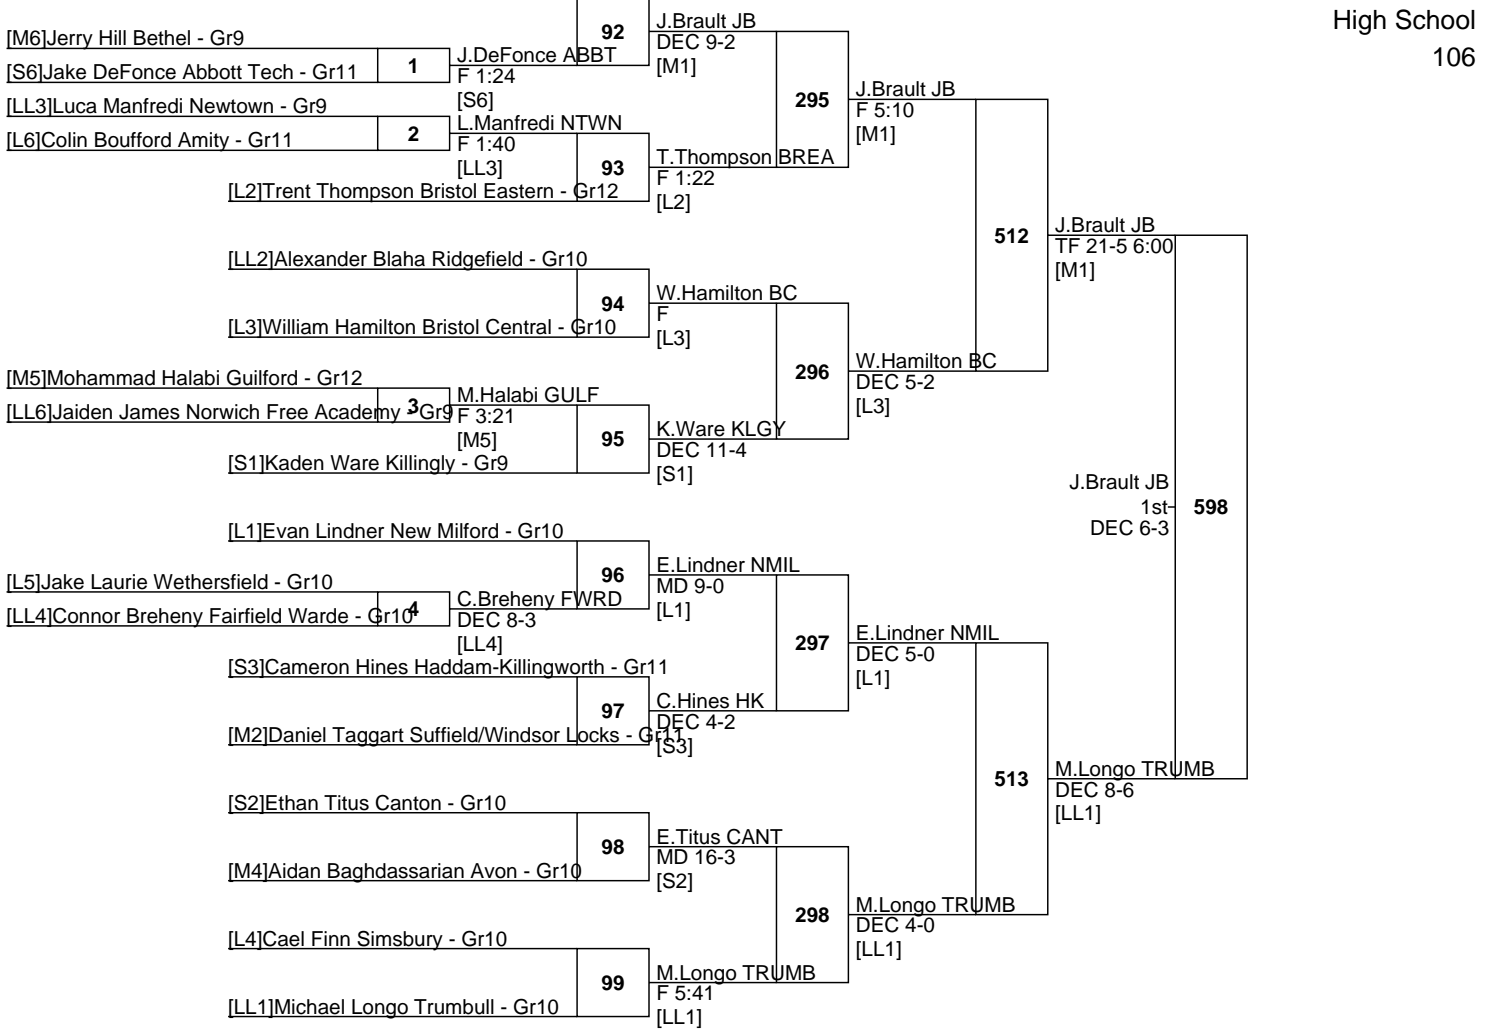 High School
106
[M6]Jerry Hill Bethel - Gr9
[S6]Jake DeFonce Abbott Tech - Gr11
[LL3]Luca Manfredi Newtown - Gr9
[L6]Colin Boufford Amity - Gr11
1
J.DeFonce ABBT
F 1:24
[S6]
2
L.Manfredi NTWN
F 1:40
[LL3]
[L2]Trent Thompson Bristol Eastern - Gr12
92
J.Brault JB
DEC 9-2
[M1]
93
T.Thompson BREA
F 1:22
[L2]
295
J.Brault JB
F 5:10
[M1]
[LL2]Alexander Blaha Ridgefield - Gr10
[L3]William Hamilton Bristol Central - Gr10
94
W.Hamilton BC
F
[L3]
[M5]Mohammad Halabi Guilford - Gr12
[LL6]Jaiden James Norwich Free Academy - Gr9
3
M.Halabi GULF
F 3:21
[M5]
[S1]Kaden Ware Killingly - Gr9
95
K.Ware KLGY
DEC 11-4
[S1]
296
W.Hamilton BC
DEC 5-2
[L3]
512
J.Brault JB
TF 21-5 6:00
[M1]
J.Brault JB
1st
DEC 6-3
598
[L1]Evan Lindner New Milford - Gr10
[L5]Jake Laurie Wethersfield - Gr10
[LL4]Connor Breheny Fairfield Warde - Gr10
4
C.Breheny FWRD
DEC 8-3
[LL4]
96
E.Lindner NMIL
MD 9-0
[L1]
[S3]Cameron Hines Haddam-Killingworth - Gr11
[M2]Daniel Taggart Suffield/Windsor Locks - Gr11
97
C.Hines HK
DEC 4-2
[S3]
297
E.Lindner NMIL
DEC 5-0
[L1]
[S2]Ethan Titus Canton - Gr10
[M4]Aidan Baghdassarian Avon - Gr10
98
E.Titus CANT
MD 16-3
[S2]
[L4]Cael Finn Simsbury - Gr10
[LL1]Michael Longo Trumbull - Gr10
99
M.Longo TRUMB
F 5:41
[LL1]
298
M.Longo TRUMB
DEC 4-0
[LL1]
513
M.Longo TRUMB
DEC 8-6
[LL1]